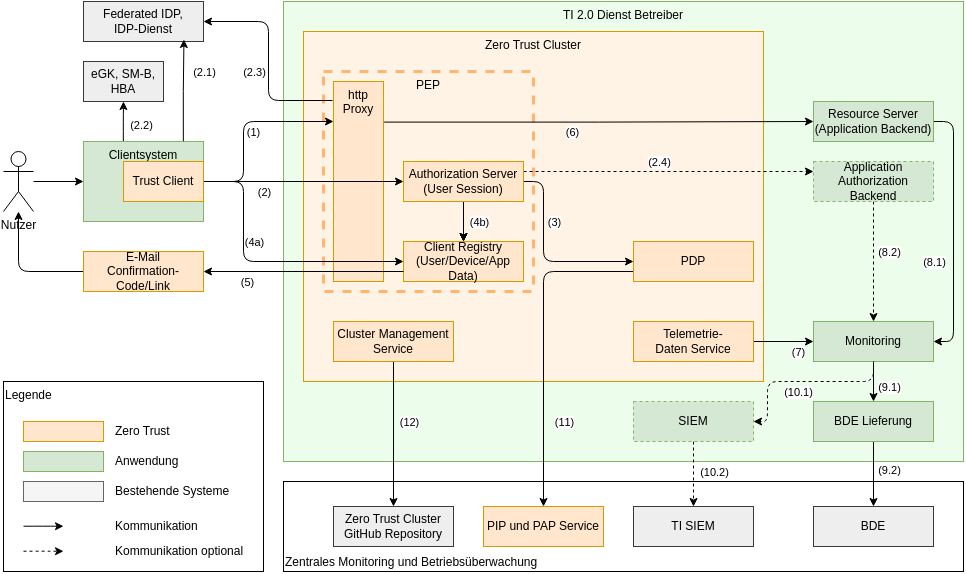 Federated IDP,
IDP-Dienst
TI 2.0 Dienst Betreiber
Zero Trust Cluster
eGK, SM-B,
HBA
(2.1)
(2.3)
PEP
http
Proxy
(2.2)
(1)
(6)
Resource Server
(Application Backend)
Clientsystem
Trust Client
(2)
Authorization Server
(User Session)
(2.4)
Application
Authorization
Backend
Nutzer
(4a)
(4b)
(3)
E-Mail
Confirmation-
Code/Link
(5)
Client Registry
(User/Device/App
Data)
PDP
(8.2)
(8.1)
Cluster Management
Service
Telemetrie-
Daten Service
(7)
Monitoring
(10.1)
(9.1)
(12)
(11)
SIEM
BDE Lieferung
(10.2)
(9.2)
Legende
Zero Trust
Anwendung
Bestehende Systeme
Kommunikation
Kommunikation optional
Zero Trust Cluster
GitHub Repository
PIP und PAP Service
TI SIEM
BDE
Zentrales Monitoring und Betriebsüberwachung